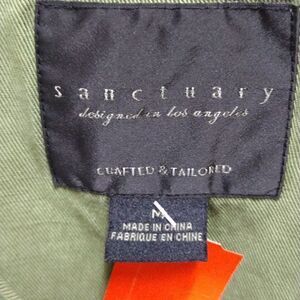 sanctuary
designed in los angeles
CRAFTED & TAILORED
M
MADE IN CHINA
FABRIQUE EN CHINE